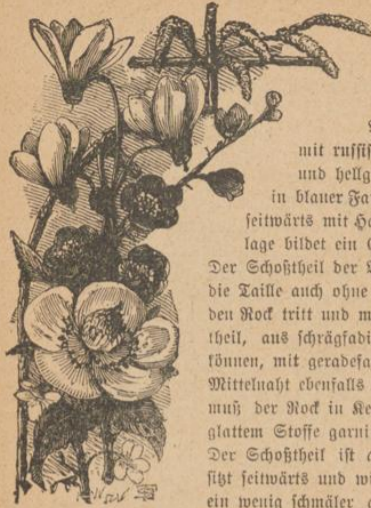 mit russis
und hellg
in blauer Fa
seitwärts mit Ha
lage bildet ein
Der Schoßtheil der
die Taille auch ohne
den Rock tritt und m
theil, aus schrägfadi
können, mit geradefa
Mittelnaht ebenfalls
muß der Rock in Ke
glattem Stoffe garni
Der Schoßtheil ist
sitzt seitwärts und wi
ein wenig schmäler